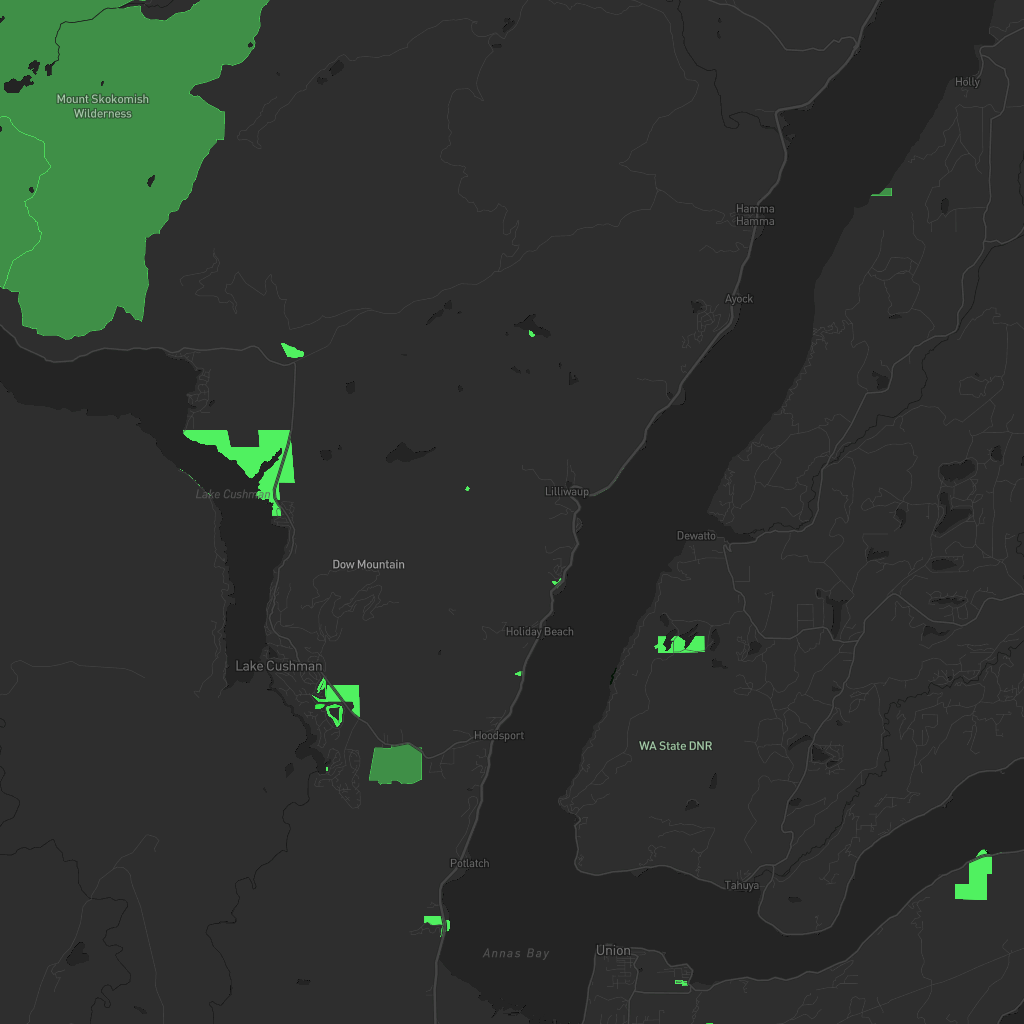 Holly
Mount Skokomish
Wilderness
Hamma
Hamma
Ayock
Lilliwaup
Lake Cushman
Dewatto
Dow Mountain
Holiday Beach
Lake Cushman
Hoodsport
WA State DNR
Potlatch
Tahuya
Union
Annas Bay